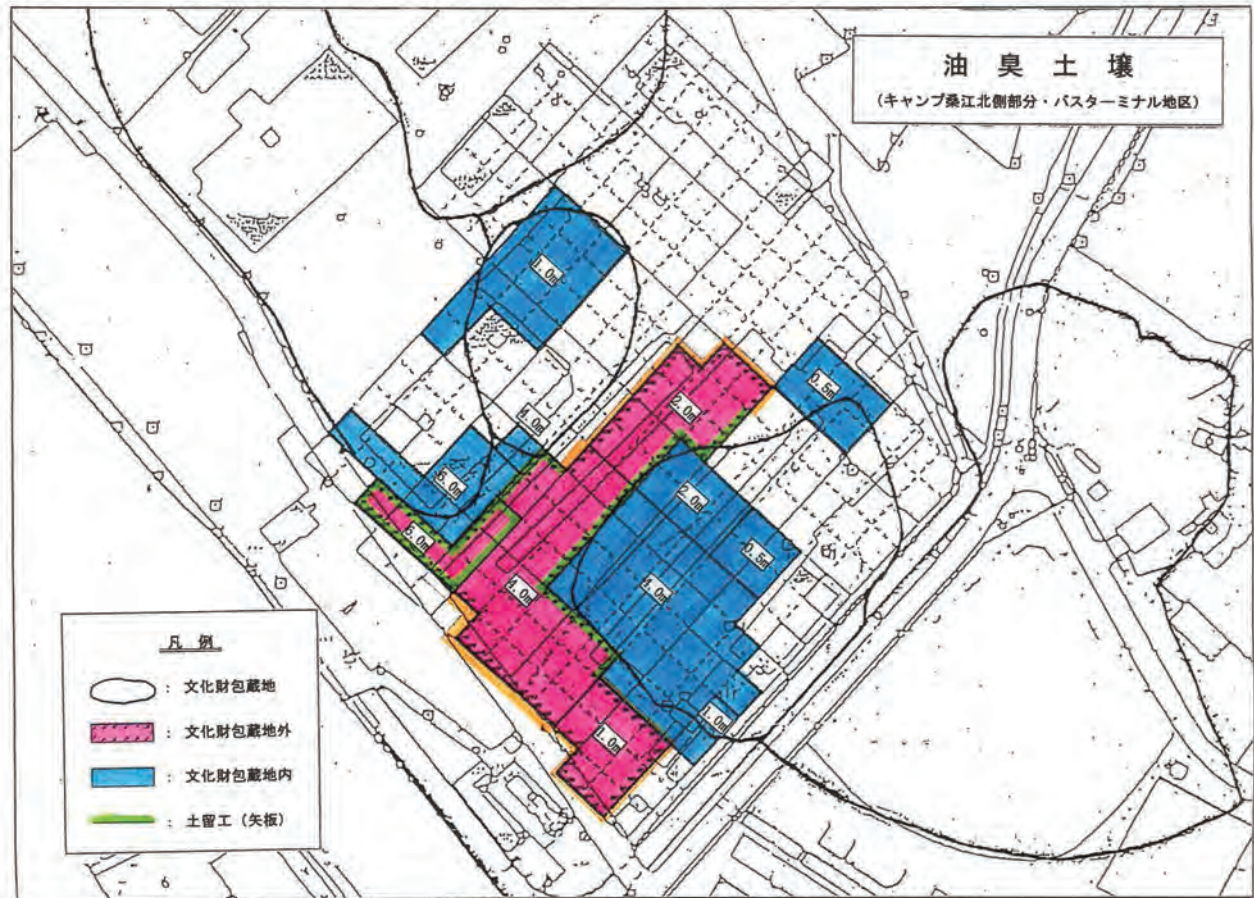 油臭土壌
(キャンプ桑江北側部分・バスターミナル地区)
1.0m
0.5m
2.0m
4.0m
6.0m
2.0m
0.5m
4.0m
4.0m
1.0m
1.0m
凡例
: 文化財包蔵地
: 文化財包蔵地外
: 文化財包蔵地内
: 土留工(矢板)